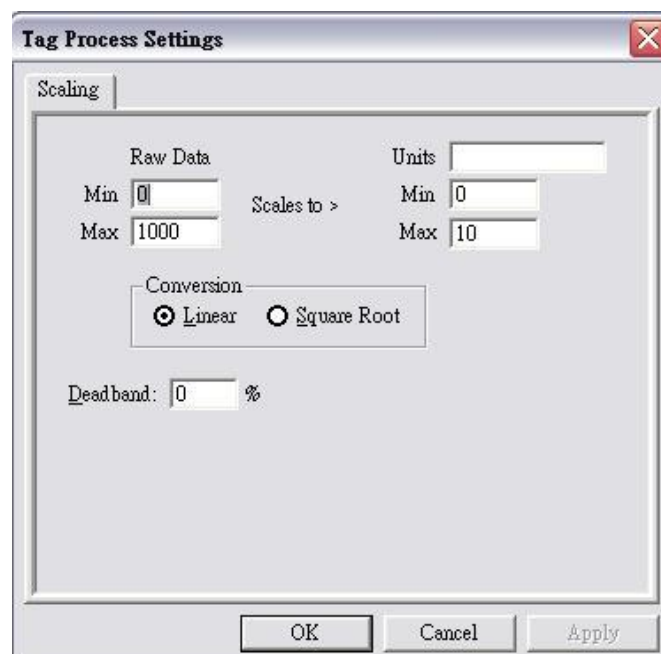 Tag Process Settings
Scaling
Raw Data
Units
Min 0
Scales to >
Min 0
Max 1000
Max 10
Conversion
Linear
Square Root
Deadband: 0 %
OK
Cancel
Apply